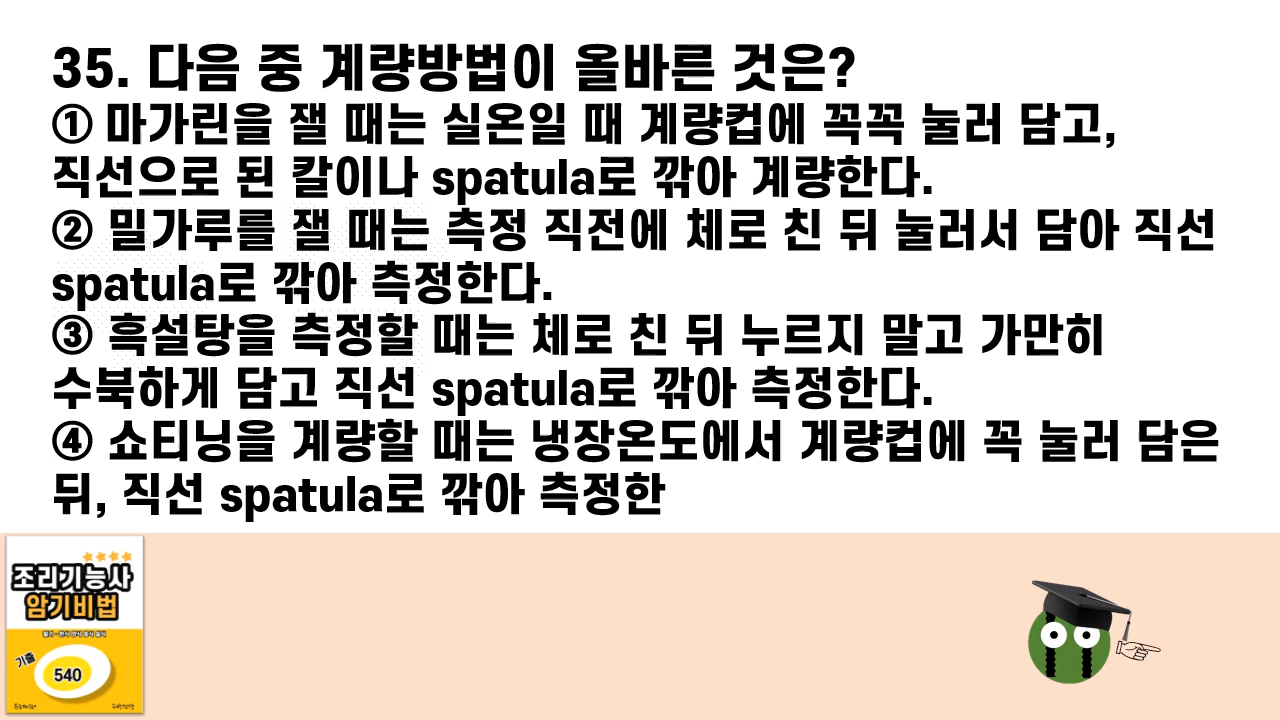 35. 다음 중 계량방법이 올바른 것은?
① 마가린을 잴 때는 실온일 때 계량컵에 꼭꼭 눌러 담고,
직선으로 된 칼이나 spatula로 깎아 계량한다.
② 밀가루를 잴 때는 측정 직전에 체로 친 뒤 눌러서 담아 직선
spatula로 깎아 측정한다.
③ 흑설탕을 측정할 때는 체로 친 뒤 누르지 말고 가만히
수북하게 담고 직선 spatula로 깎아 측정한다.
④ 쇼티닝을 계량할 때는 냉장온도에서 계량컵에 꼭 눌러 담은
뒤, 직선 spatula로 깎아 측정한
조리기능사
암기비법
기출
540